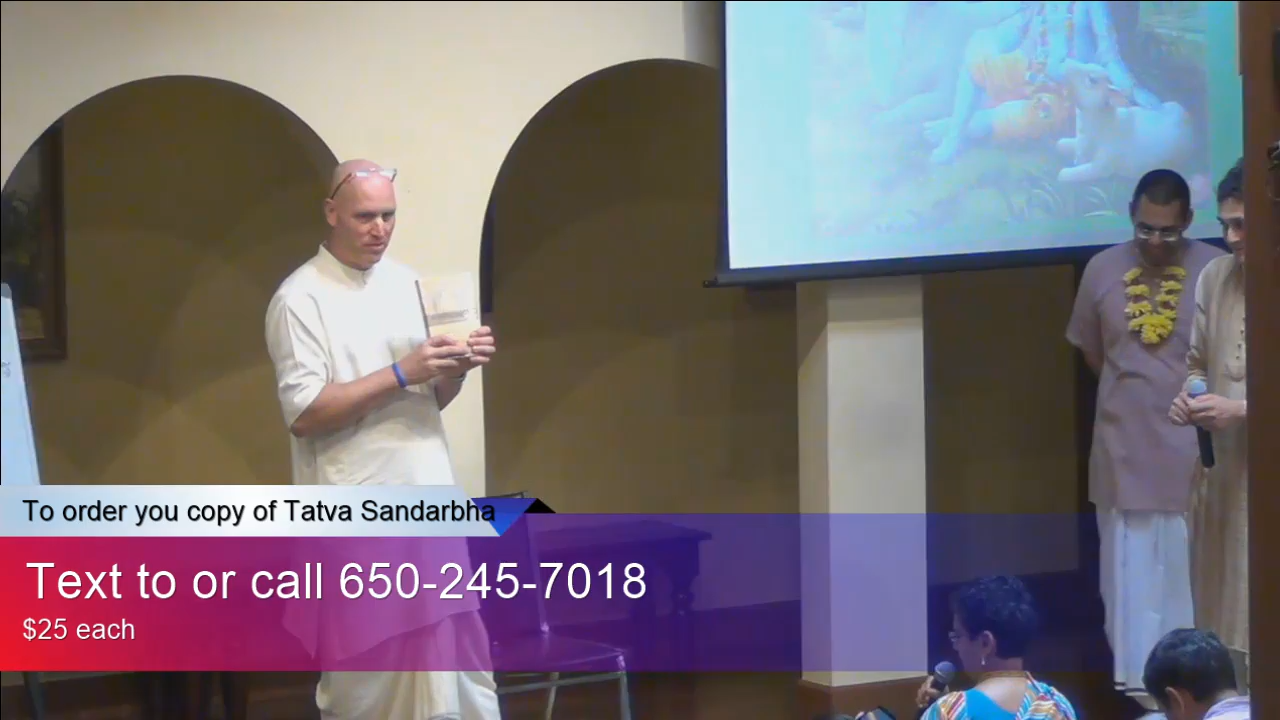 To order you copy of Tatva Sandarbha
Text to or call 650-245-7018
$25 each